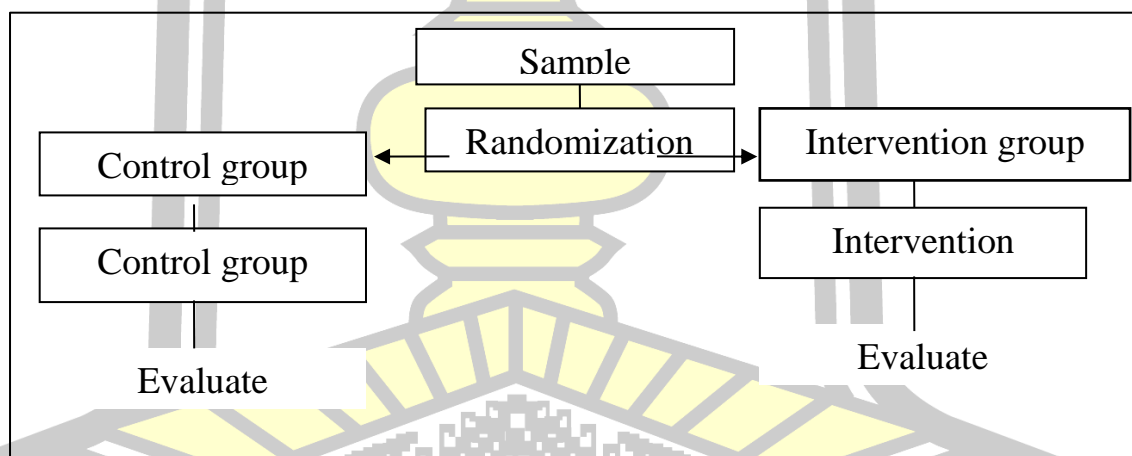 Sample
Randomization
Control group
Intervention group
Control group
Intervention
Evaluate
Evaluate